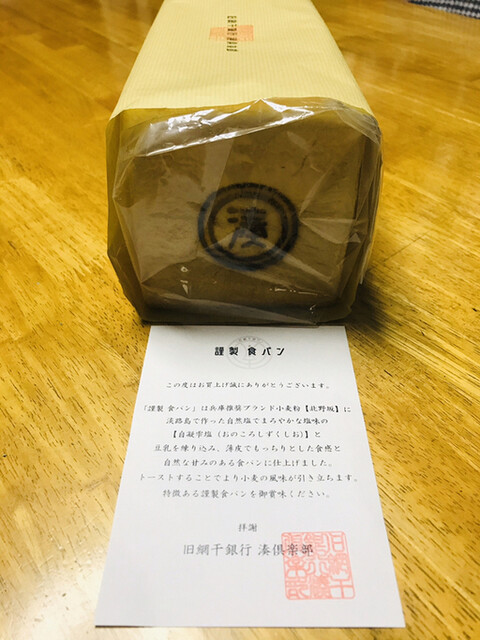 湊
謹製 食パン
この度はお買上げ誠にありがとうございます。
「謹製 食パン」は兵庫推奨ブランド小麦粉【北野坂】に
淡路島で作った自然塩でまろやかな塩味の
【自凝雫塩（おのころしずくしお）】と
豆乳を練り込み、薄皮でもっちりとした食感と
自然な甘みのある食パンに仕上げました。
トーストすることでより小麦の風味が引き立ちます。
特徴ある謹製食パンを御賞味ください。
拝謝
旧網干銀行 湊倶楽部